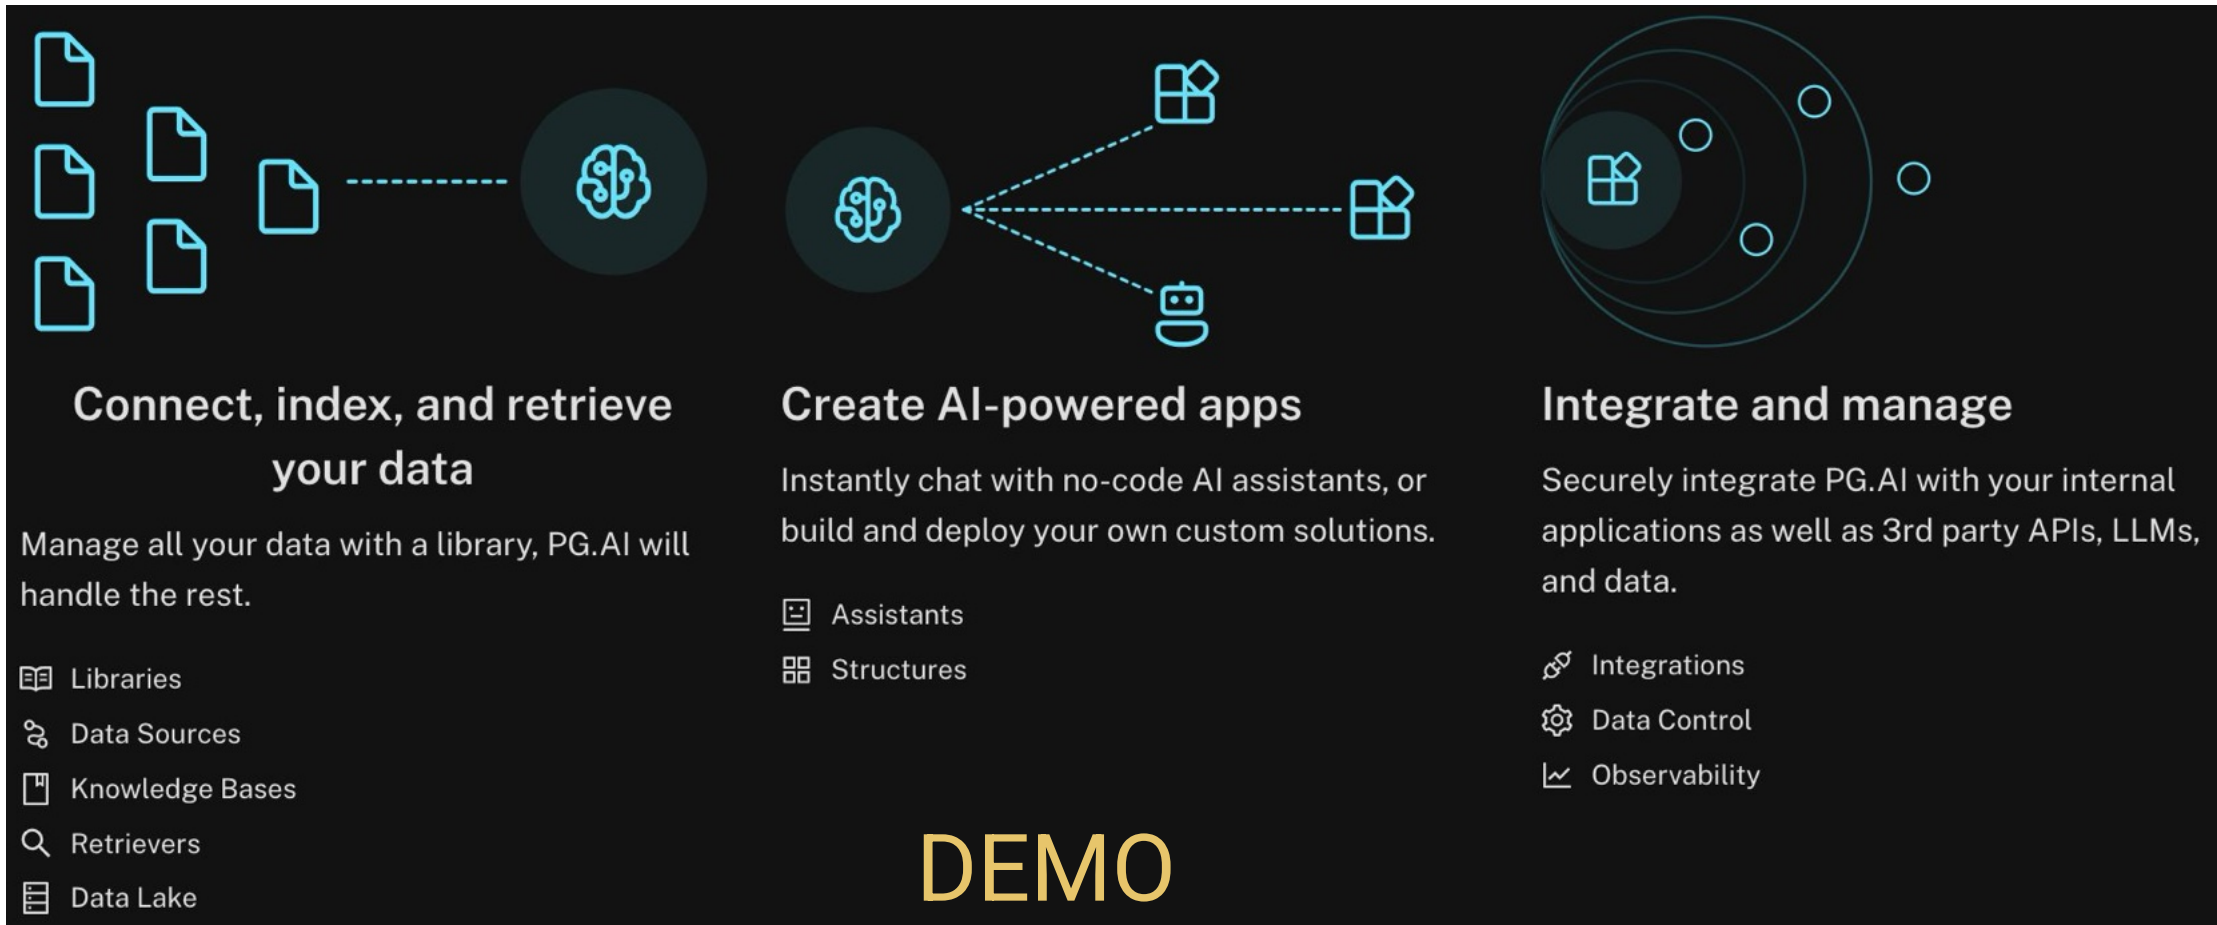 Connect, index, and retrieve
your data
Manage all your data with a library, PG.AI will
handle the rest.
Libraries
Data Sources
Knowledge Bases
Retrievers
Data Lake
Create AI-powered apps
Instantly chat with no-code AI assistants, or
build and deploy your own custom solutions.
Assistants
Structures
Integrate and manage
Securely integrate PG.AI with your internal
applications as well as 3rd party APIs, LLMs,
and data.
Integrations
Data Control
Observability
DEMO